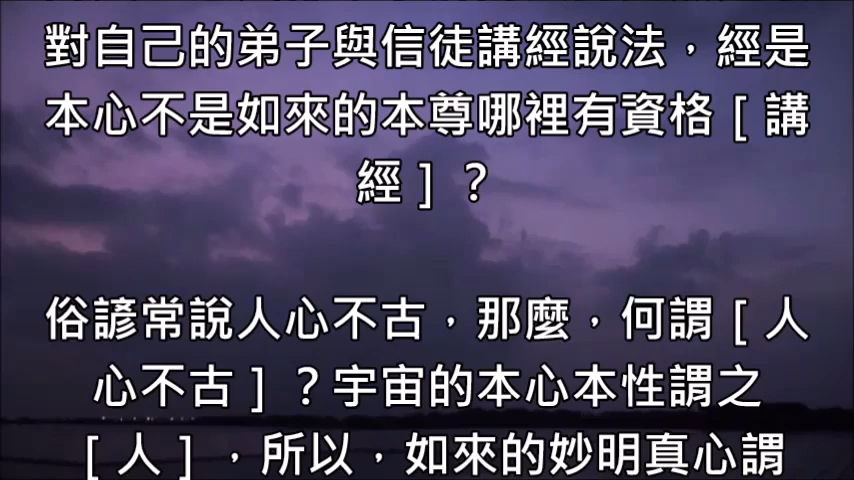 對自己的弟子與信徒講經說法，經是
本心不是如來的本尊哪裡有資格［講
經］？
俗諺常說人心不古，那麼，何謂［人
心不古］？宇宙的本心本性謂之
［人］，所以，如來的妙明真心謂